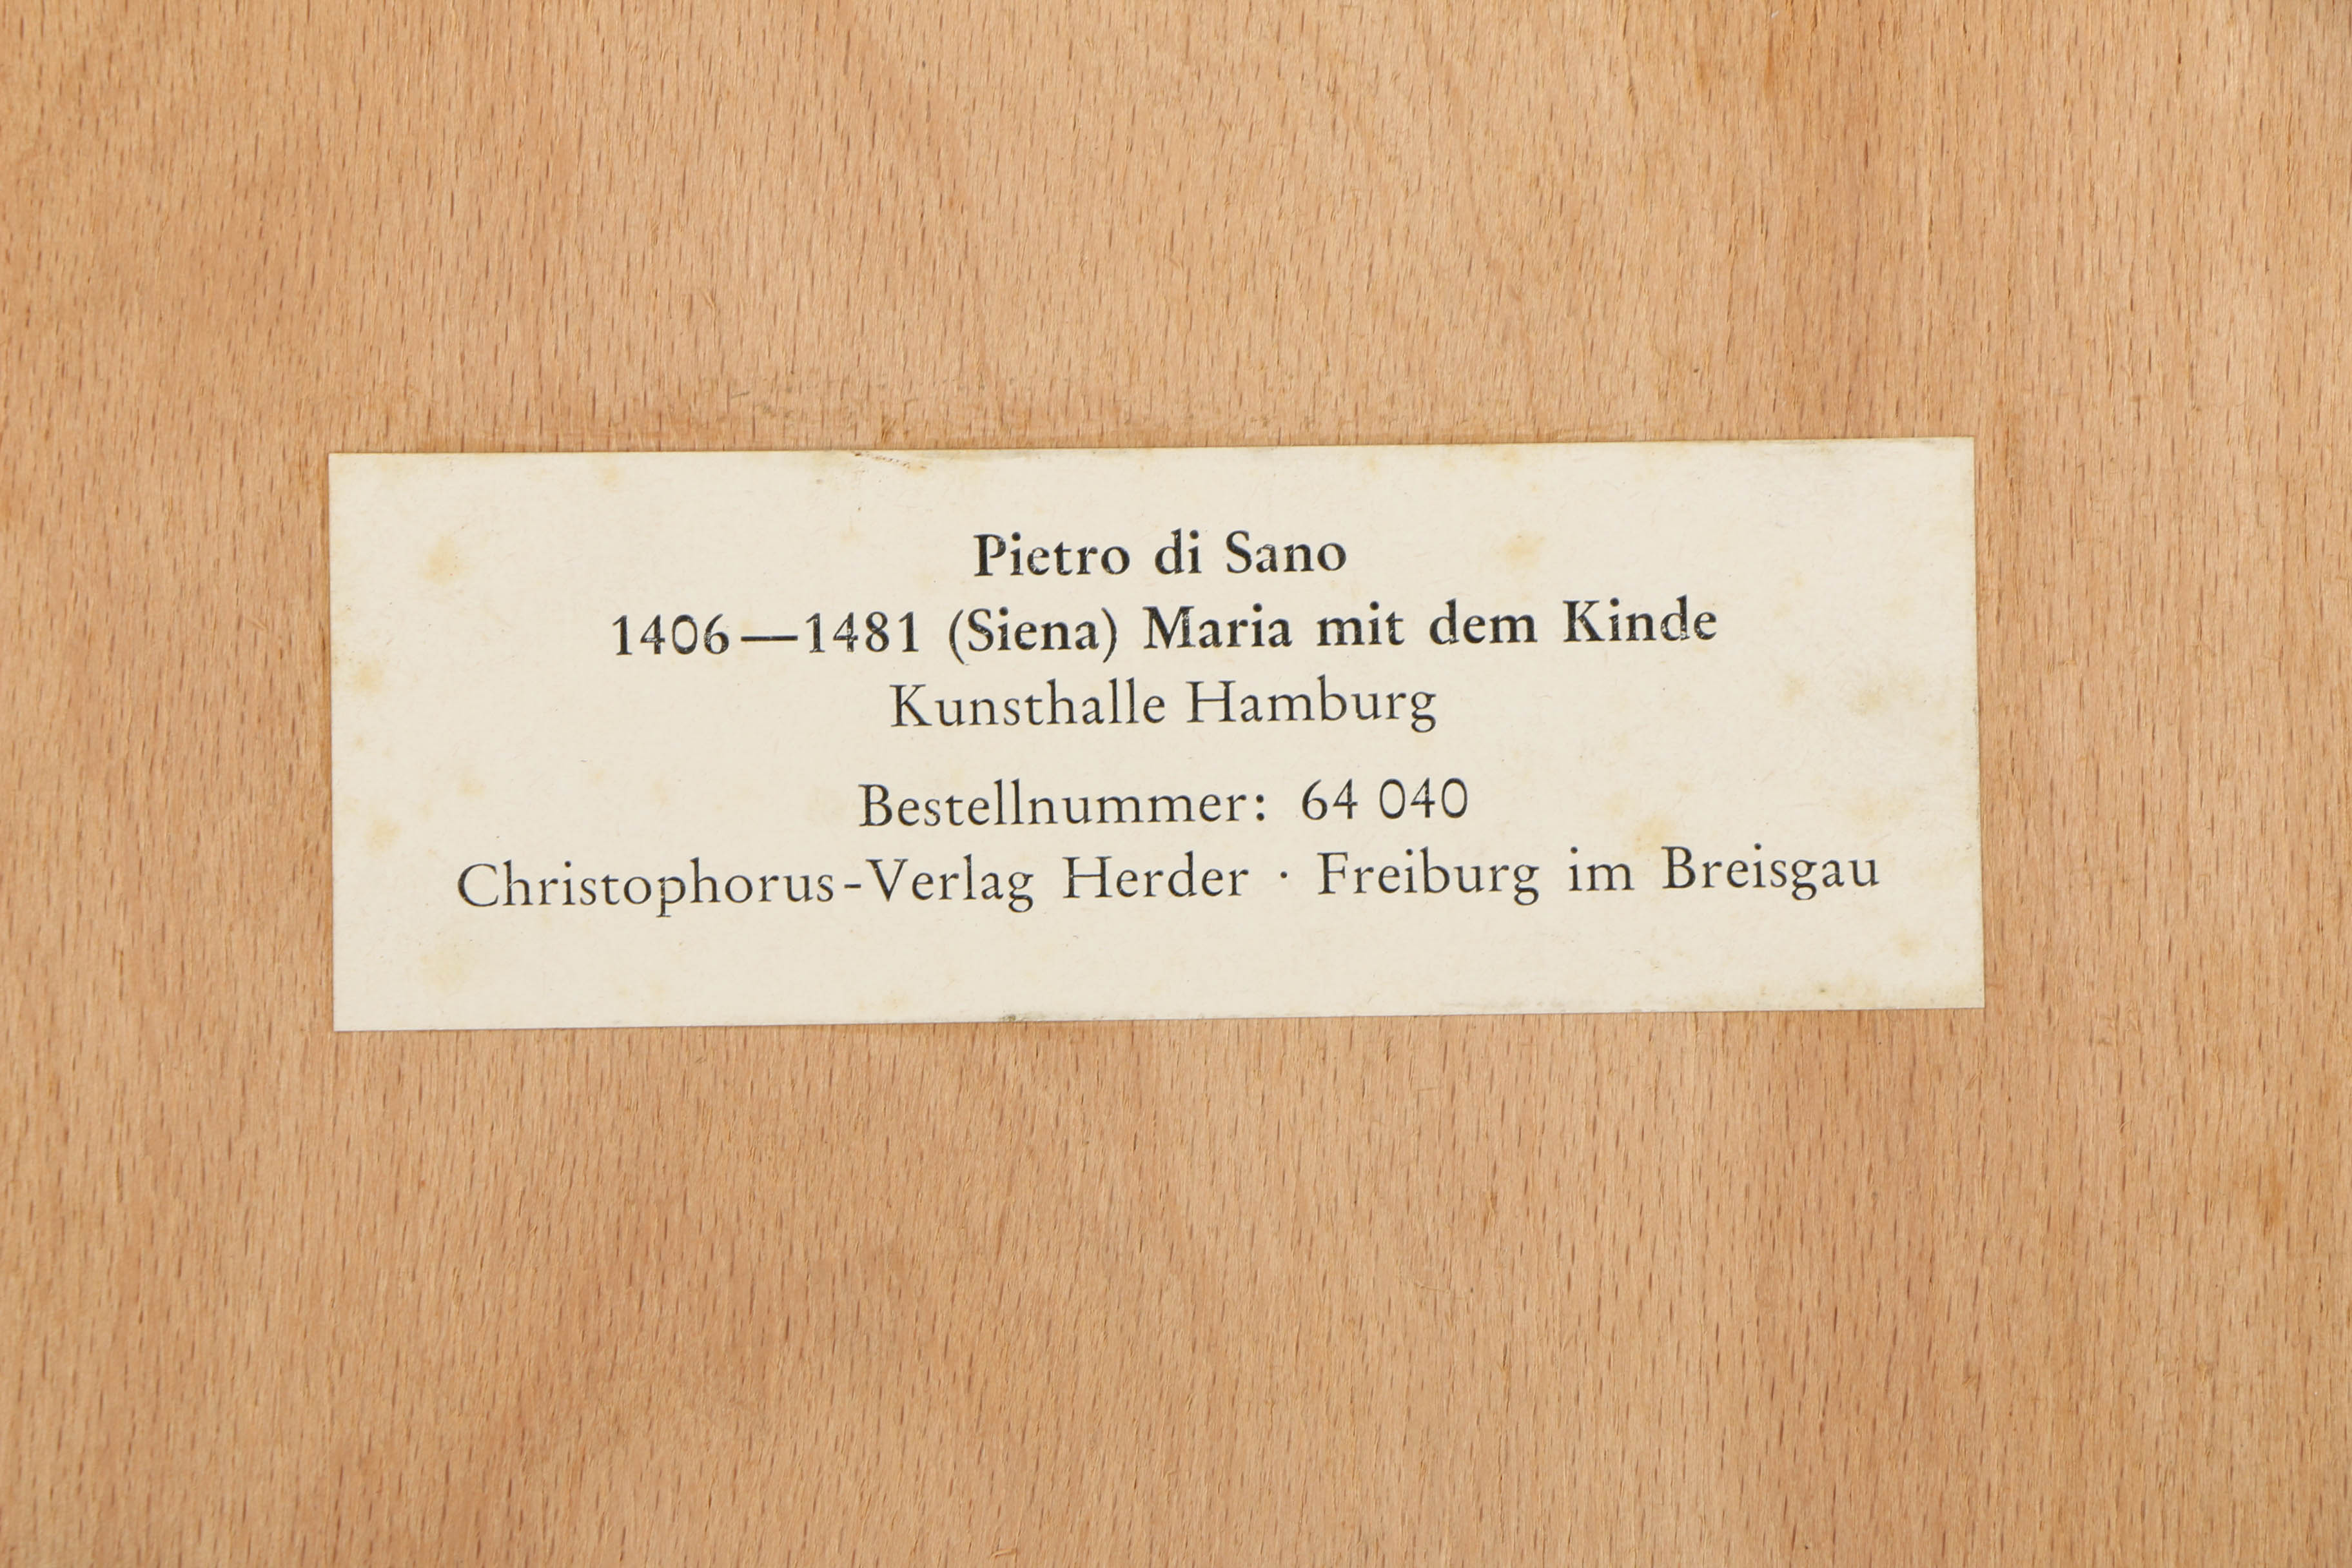 Pietro di Sano
1406—1481 (Siena) Maria mit dem Kinde
Kunsthalle Hamburg
Bestellnummer: 64 040
Christophorus-Verlag Herder · Freiburg im Breisgau